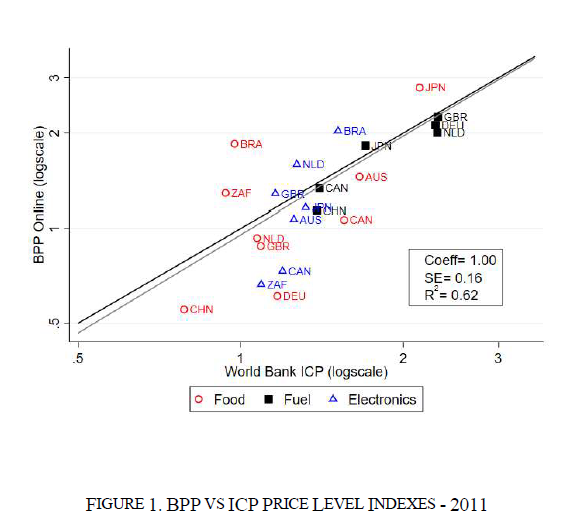 BPP Online (logscale)
3
2
1
.5
JPN
GBR
DEU
NLD
BRA
BRA
JPN
NLD
AUS
ZAF
GBR
CAN
JPN
CHN
AUS
CAN
NLD
GBR
CAN
ZAF
DEU
CHN
Coeff= 1.00
SE= 0.16
R²= 0.62
.5 1 2 3
World Bank ICP (logscale)
Food Fuel Electronics
FIGURE 1. BPP VS ICP PRICE LEVEL INDEXES - 2011